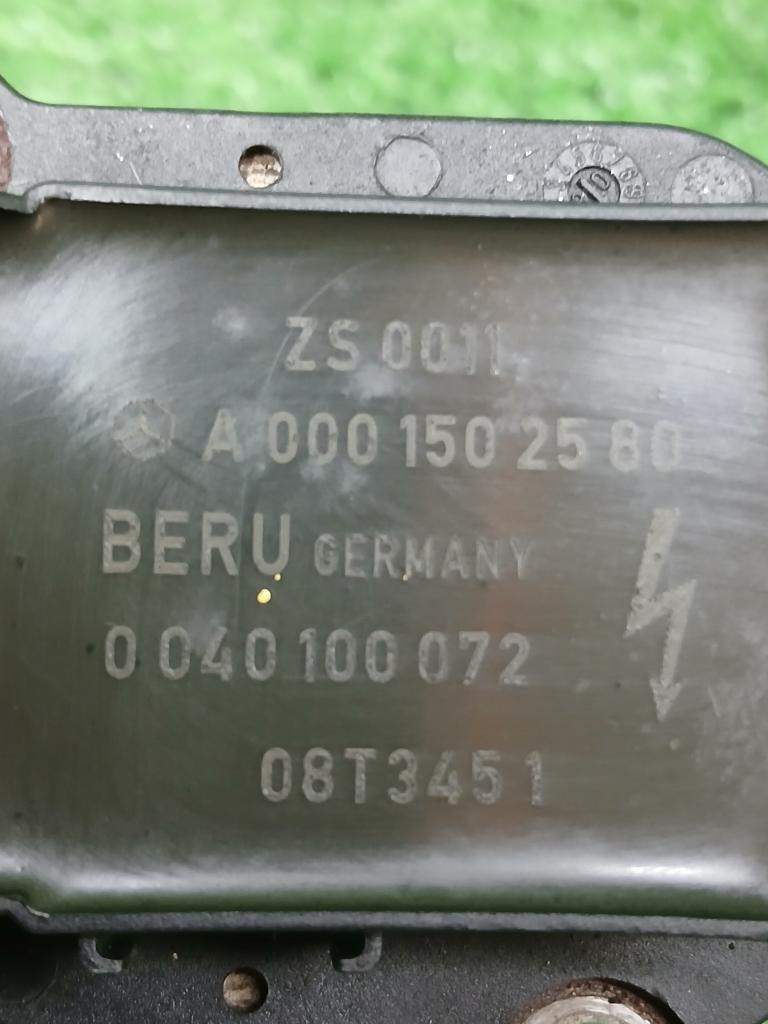 ZS 0011
A 000 150 25 80
BERU GERMANY
0 040 100 072
08T3451